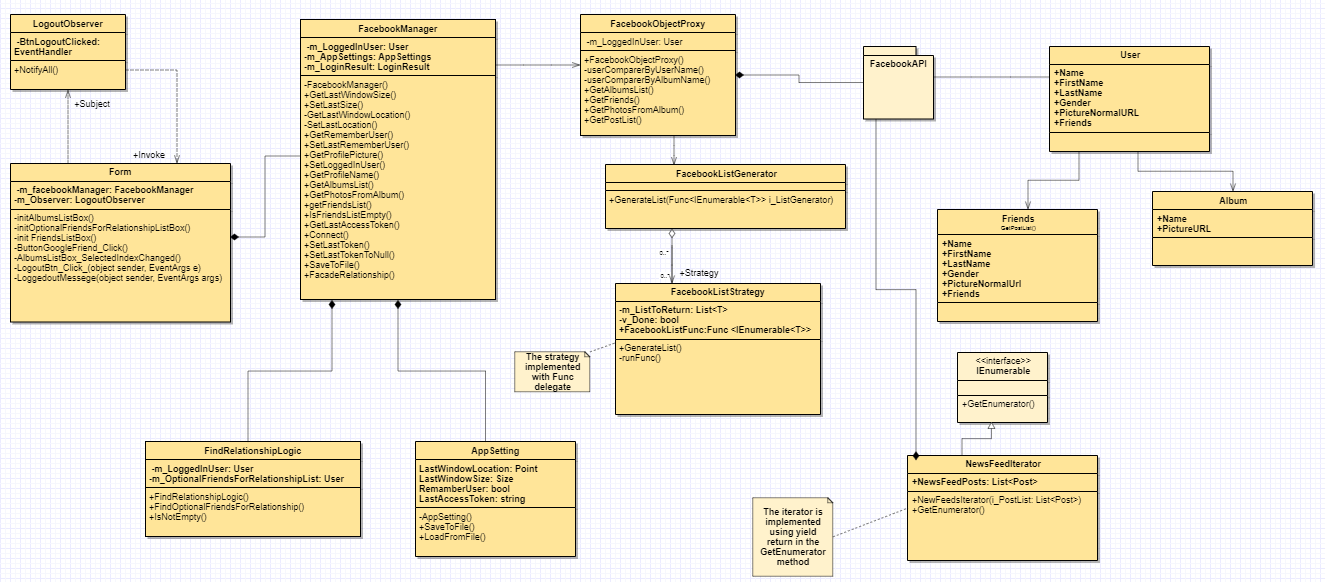 LogoutObserver
-BtnLogoutClicked:
EventHandler
+NotifyAll()
+Subject
+Invoke
Form
-m_facebookManager: FacebookManager
-m_Observer: LogoutObserver
-initAlbumsListBox()
-initOptionalFriendsForRelationshipListBox()
-init FriendsListBox()
-ButtonGoogleFriend_Click()
-AlbumsListBox_SelectedIndexChanged()
-LogoutBtn_Click_(object sender, EventArgs e)
-LoggedoutMessege(object sender, EventArgs args)
FacebookManager
-m_LoggedInUser: User
-m_AppSettings: AppSettings
-m_LoginResult: LoginResult
-FacebookManager()
+GetLastWindowSize()
+SetLastSize()
-GetLastWindowLocation()
-SetLastLocation()
+GetRememberUser()
+SetLastRememberUser()
+GetProfilePicture()
+SetLoggedInUser()
+GetProfileName()
+GetAlbumsList()
+GetPhotosFromAlbum()
+getFriendsList()
+IsFriendsListEmpty()
+GetLastAccessToken()
+Connect()
+SetLastToken()
+SetLastTokenToNull()
+SaveToFile()
+FacadeRelationship()
FacebookObjectProxy
-m_LoggedInUser: User
+FacebookObjectProxy()
-userComparerByUserName()
-userComparerByAlbumName()
+GetAlbumsList()
+GetFriends()
+GetPhotosFromAlbum()
+GetPostList()
FacebookAPI
User
+Name
+FirstName
+LastName
+Gender
+PictureNormalURL
+Friends
FacebookListGenerator
+GenerateList(Func<IEnumerable<T>> i_ListGenerator)
0..*
0..*
+Strategy
Friends
GetPostList()
+Name
+FirstName
+LastName
+Gender
+PictureNormalUrl
+Friends
Album
+Name
+PictureURL
FacebookListStrategy
-m_ListToReturn: List<T>
-v_Done: bool
+FacebookListFunc:Func <IEnumerable<T>>
+GenerateList()
-runFunc()
The strategy
implemented
with Func
delegate
<<interface>>
IEnumerable
+GetEnumerator()
FindRelationshipLogic
-m_LoggedInUser: User
-m_OptionalFriendsForRelationshipList: User
+FindRelationshipLogic()
+FindOptionalFriendsForRelationship()
+IsNotEmpty()
AppSetting
LastWindowLocation: Point
LastWindowSize: Size
RemamberUser: bool
LastAccessToken: string
-AppSetting()
+SaveToFile()
+LoadFromFile()
NewsFeedIterator
+NewsFeedPosts: List<Post>
+NewFeedsIterator(i_PostList: List<Post>)
+GetEnumerator()
The iterator is
implemented
using yield
return in the
GetEnumerator
method